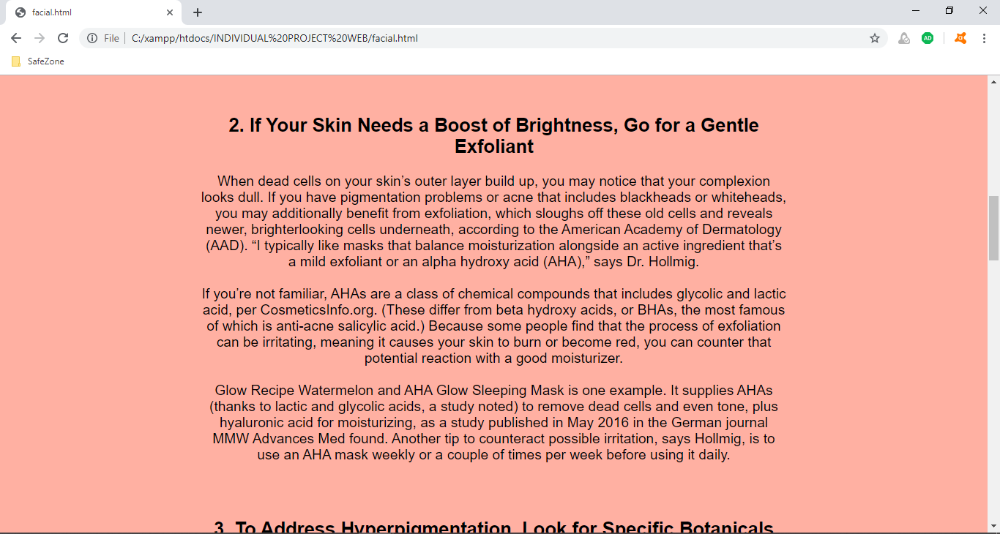 facial.html
File
C:/xampp/htdocs/INDIVIDUAL%20PROJECT%20WEB/facial.html
AD
SafeZone
2. If Your Skin Needs a Boost of Brightness, Go for a Gentle
Exfoliant
When dead cells on your skin’s outer layer build up, you may notice that your complexion
looks dull. If you have pigmentation problems or acne that includes blackheads or whiteheads,
you may additionally benefit from exfoliation, which sloughs off these old cells and reveals
newer, brighterlooking cells underneath, according to the American Academy of Dermatology
(AAD). “I typically like masks that balance moisturization alongside an active ingredient that’s
a mild exfoliant or an alpha hydroxy acid (AHA),” says Dr. Hollmig.
If you’re not familiar, AHAs are a class of chemical compounds that includes glycolic and lactic
acid, per CosmeticsInfo.org. (These differ from beta hydroxy acids, or BHAs, the most famous
of which is anti-acne salicylic acid.) Because some people find that the process of exfoliation
can be irritating, meaning it causes your skin to burn or become red, you can counter that
potential reaction with a good moisturizer.
Glow Recipe Watermelon and AHA Glow Sleeping Mask is one example. It supplies AHAs
(thanks to lactic and glycolic acids, a study noted) to remove dead cells and even tone, plus
hyaluronic acid for moisturizing, as a study published in May 2016 in the German journal
MMW Advances Med found. Another tip to counteract possible irritation, says Hollmig, is to
use an AHA mask weekly or a couple of times per week before using it daily.
3. To Address Hyperpigmentation, Look for Specific Botanicals